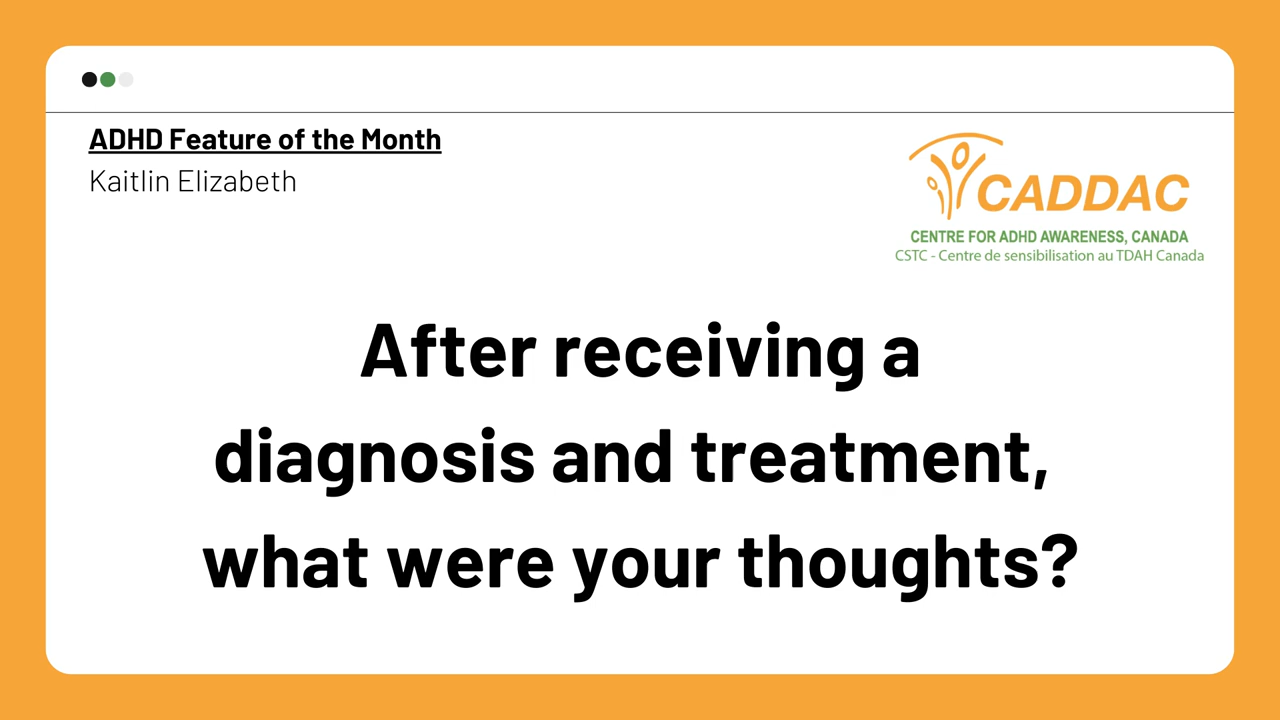 ADHD Feature of the Month
Kaitlin Elizabeth
CADDAC
CENTRE FOR ADHD AWARENESS, CANADA
CSTC - Centre de sensibilisation au TDAH Canada
After receiving a
diagnosis and treatment,
what were your thoughts?